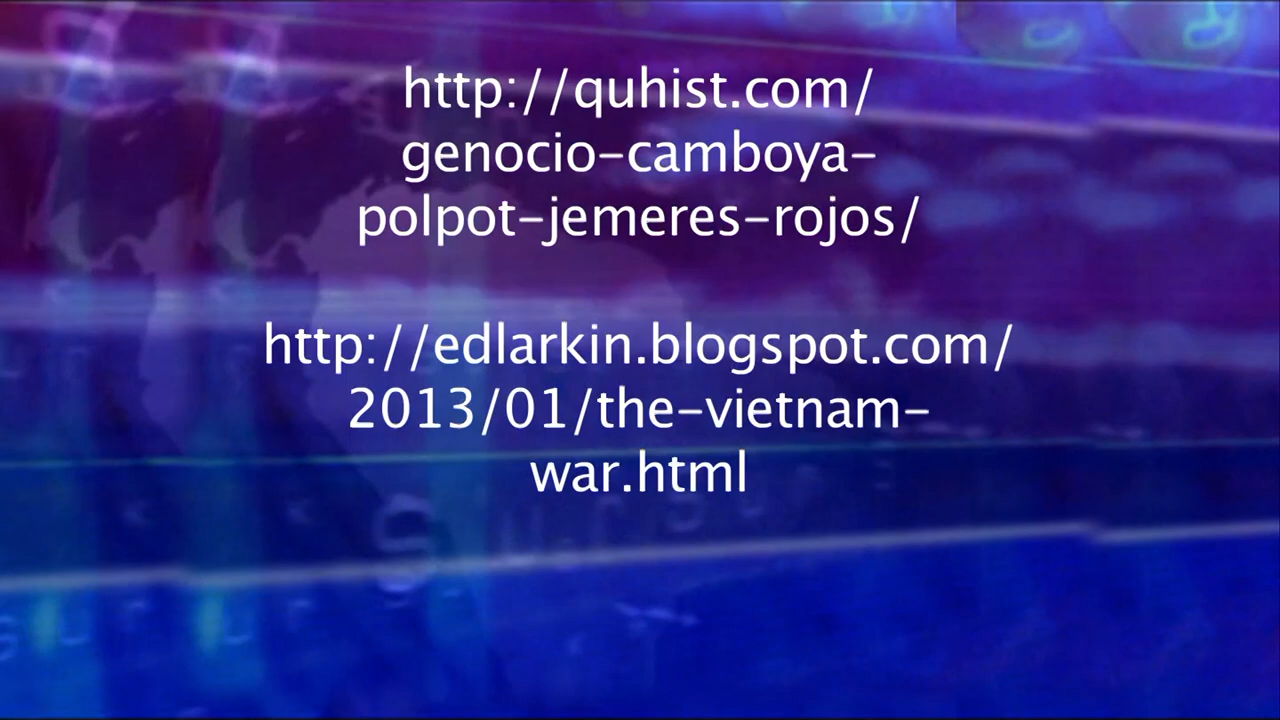 http://quhist.com/
genocio-camboya-
polpot-jemeres-rojos/
http://edlarkin.blogspot.com/
2013/01/the-vietnam-
war.html